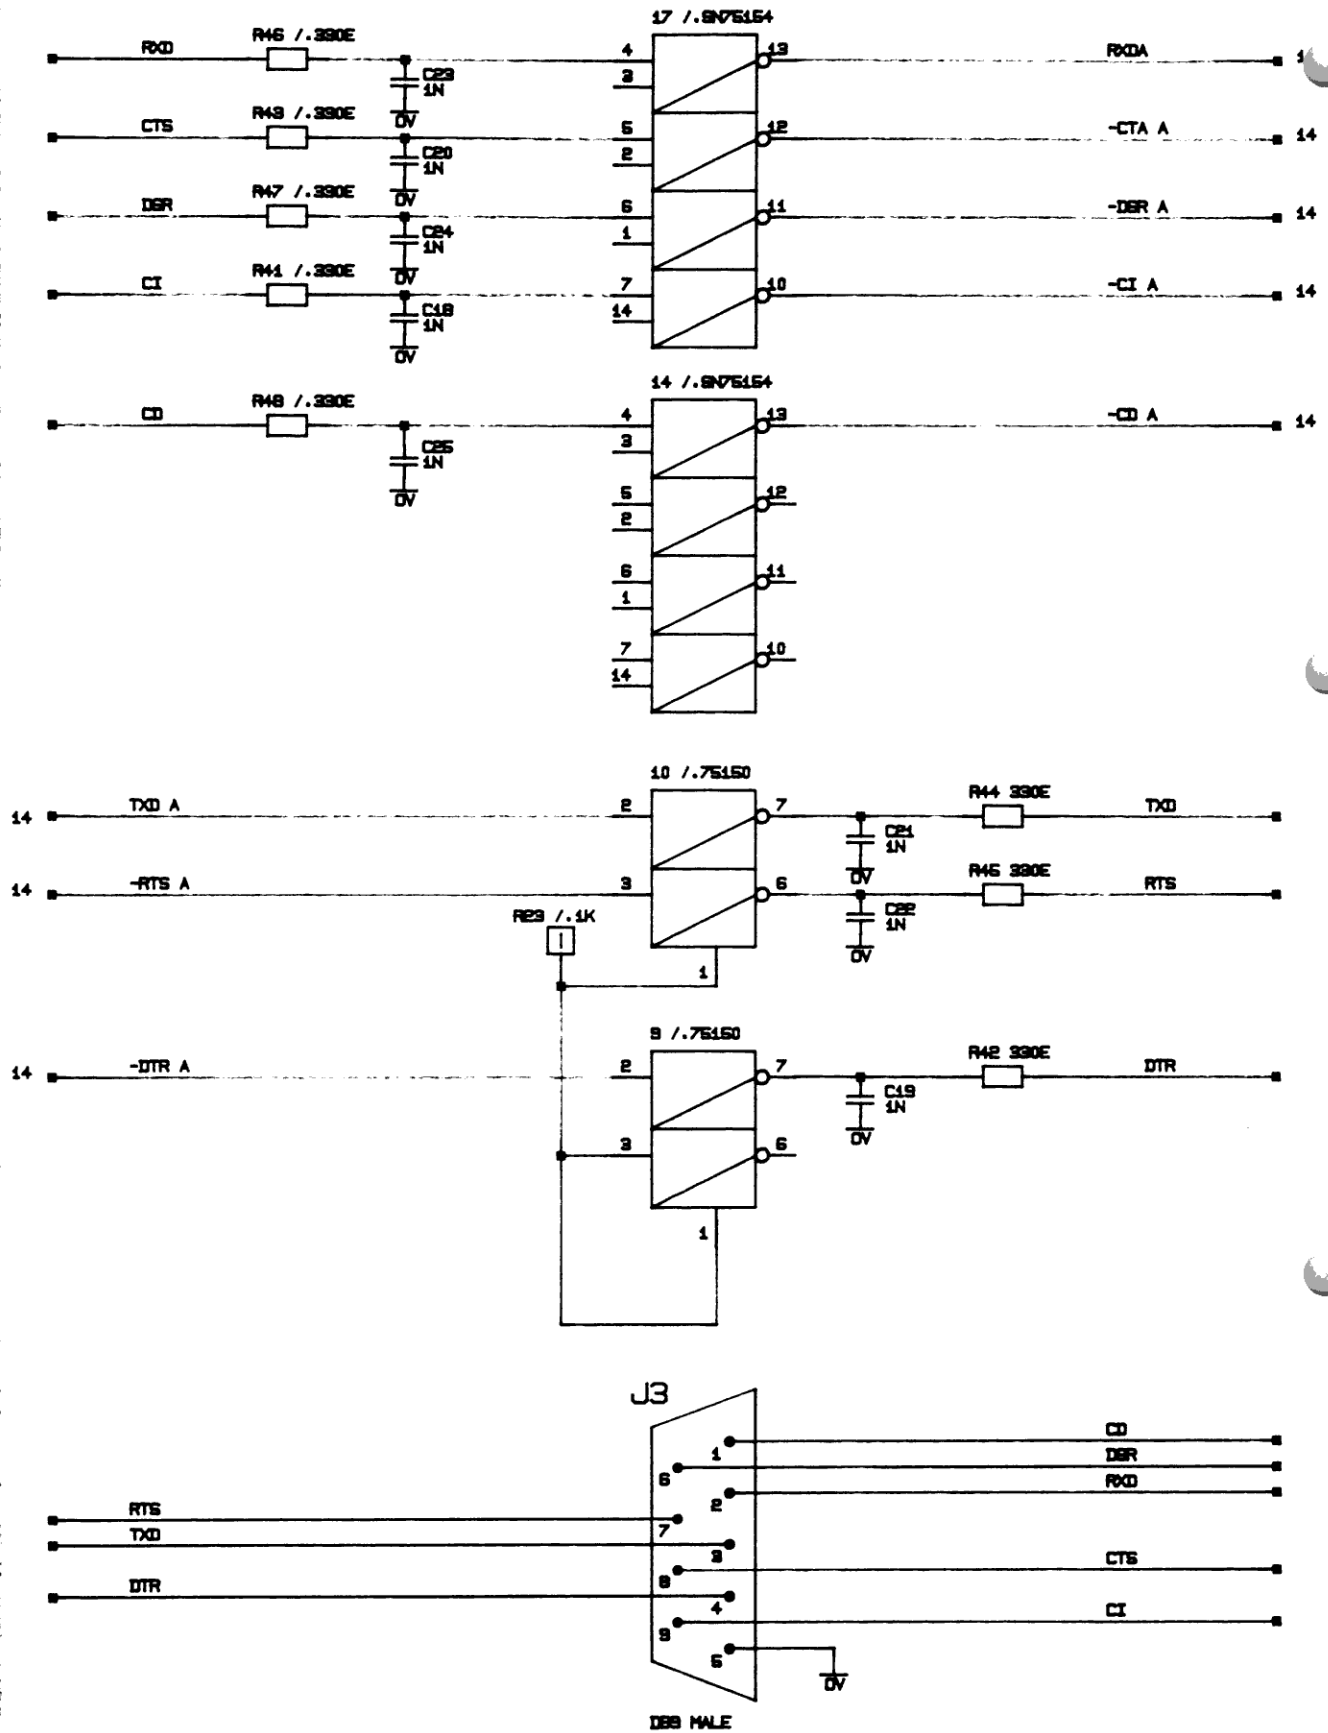 17 /.SN75154
RXD
R46 /.330E
4
13
RXDA
C23
1N
3
0V
CTS
R43 /.330E
5
12
-CTA A
14
C20
1N
2
0V
DSR
R47 /.330E
6
11
-DSR A
14
C24
1N
1
0V
CI
R41 /.330E
7
10
-CI A
14
C18
1N
14
0V
14 /.SN75154
CD
R48 /.330E
4
13
-CD A
14
C25
1N
3
0V
5
12
2
6
11
1
7
10
14
10 /.75150
14
TXD A
2
7
R44 330E
TXD
C21
1N
0V
14
-RTS A
3
6
R45 330E
RTS
C22
1N
0V
R23 /.1K
1
9 /.75150
14
-DTR A
2
7
R42 330E
DTR
C19
1N
0V
3
6
1
J3
CD
1
DSR
6
RXD
2
RTS
7
TXD
3
CTS
8
DTR
4
CI
9
5
0V
DB9 MALE